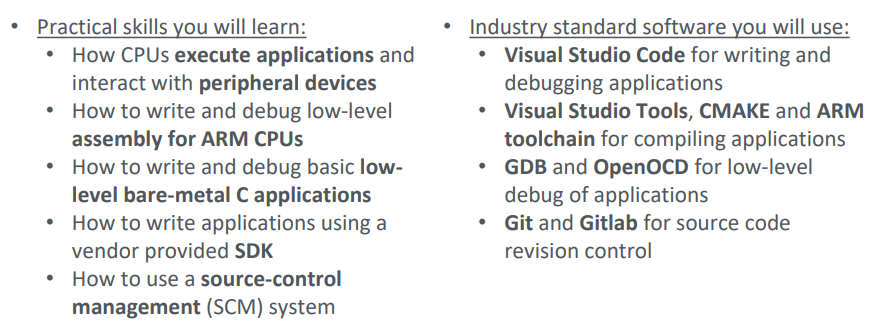 • Practical skills you will learn:
• How CPUs execute applications and
interact with peripheral devices
• How to write and debug low-level
assembly for ARM CPUs
• How to write and debug basic low-
level bare-metal C applications
• How to write applications using a
vendor provided SDK
• How to use a source-control
management (SCM) system
• Industry standard software you will use:
• Visual Studio Code for writing and
debugging applications
• Visual Studio Tools, CMAKE and ARM
toolchain for compiling applications
• GDB and OpenOCD for low-level
debug of applications
• Git and Gitlab for source code
revision control